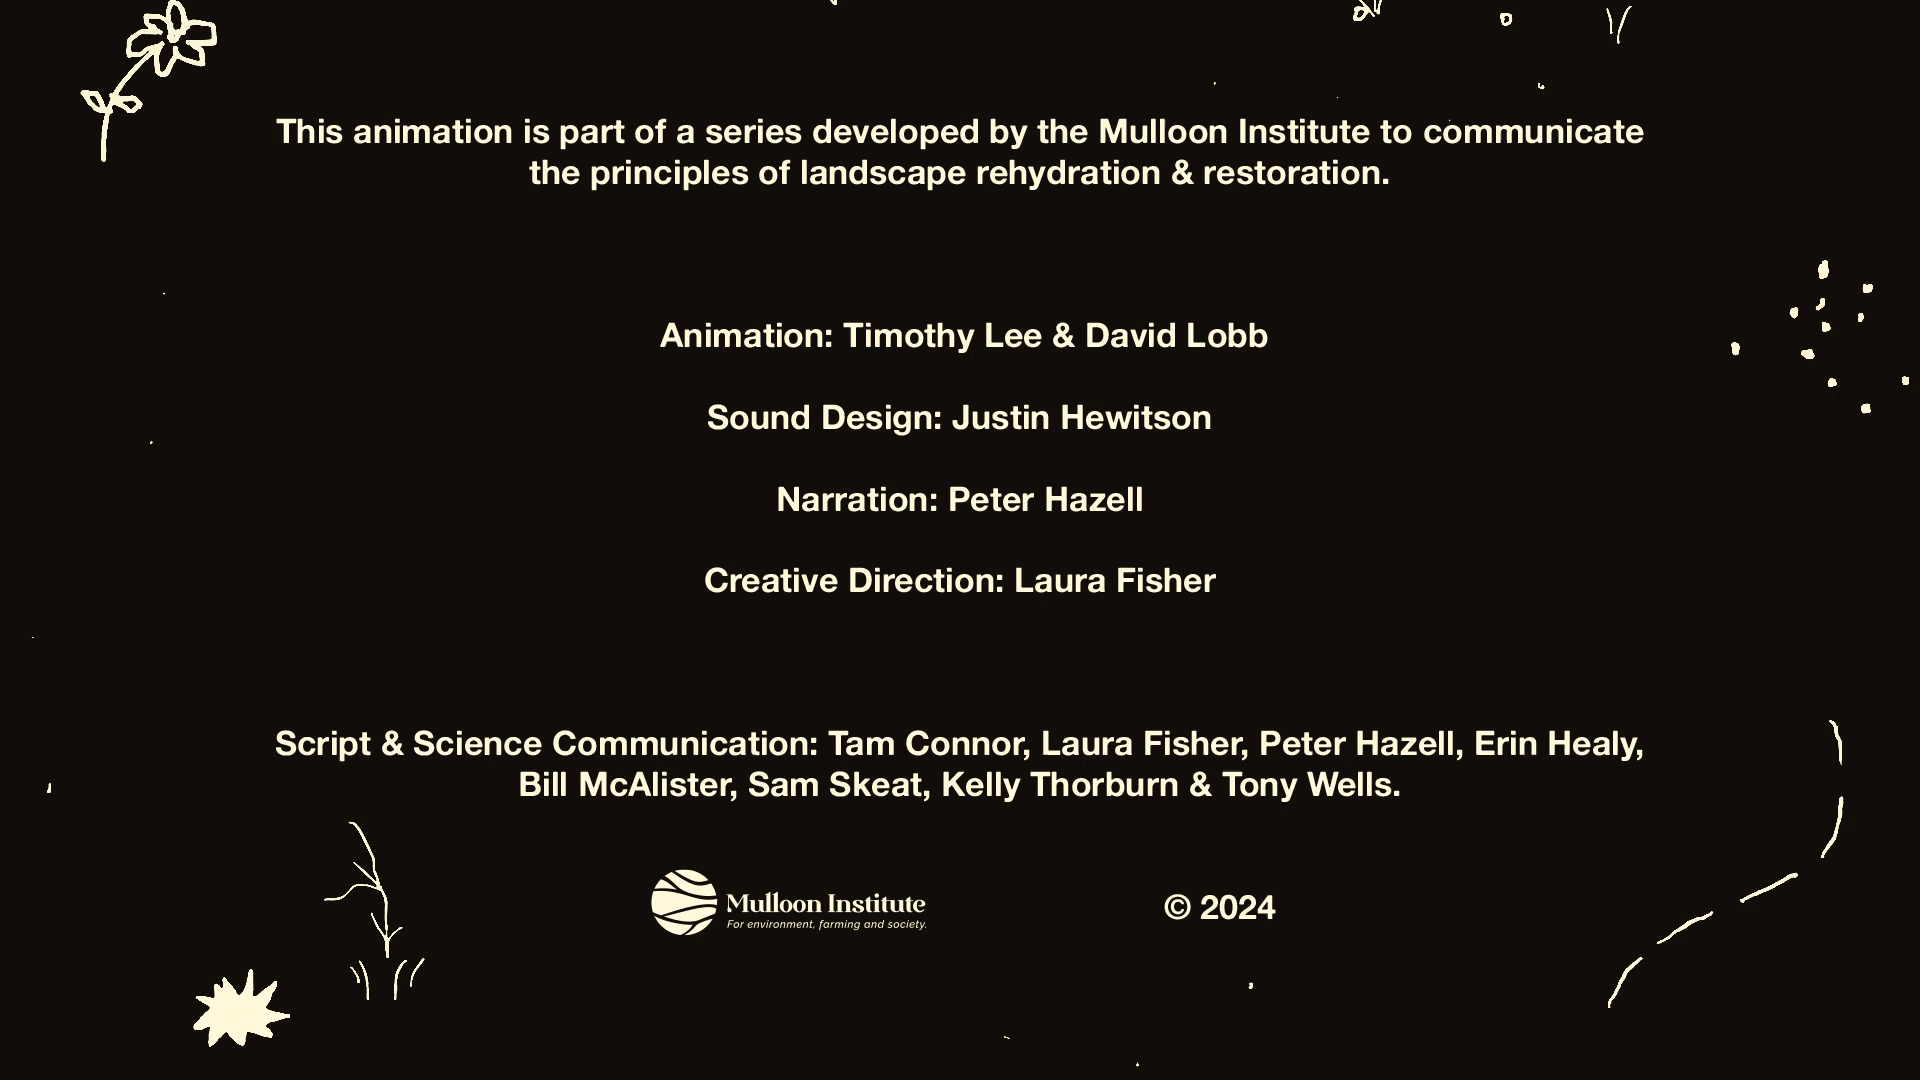 This animation is part of a series developed by the Mulloon Institute to communicate
the principles of landscape rehydration & restoration.
Animation: Timothy Lee & David Lobb
Sound Design: Justin Hewitson
Narration: Peter Hazell
Creative Direction: Laura Fisher
Script & Science Communication: Tam Connor, Laura Fisher, Peter Hazell, Erin Healy,
Bill McAlister, Sam Skeat, Kelly Thorburn & Tony Wells.
Mulloon Institute
For environment, farming and society.
© 2024